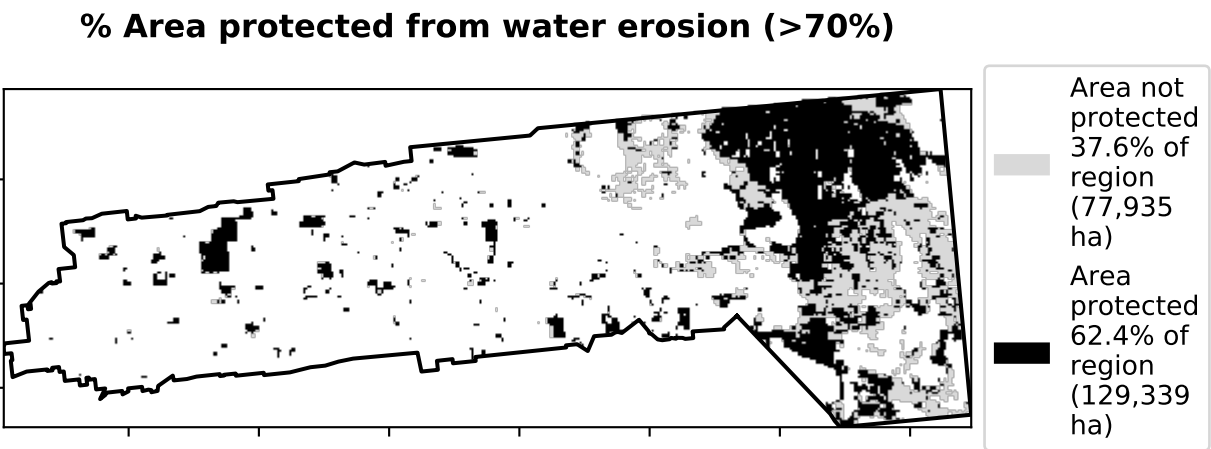 % Area protected from water erosion (>70%)
Area not
protected
37.6% of
region
(77,935
ha)
Area
protected
62.4% of
region
(129,339
ha)